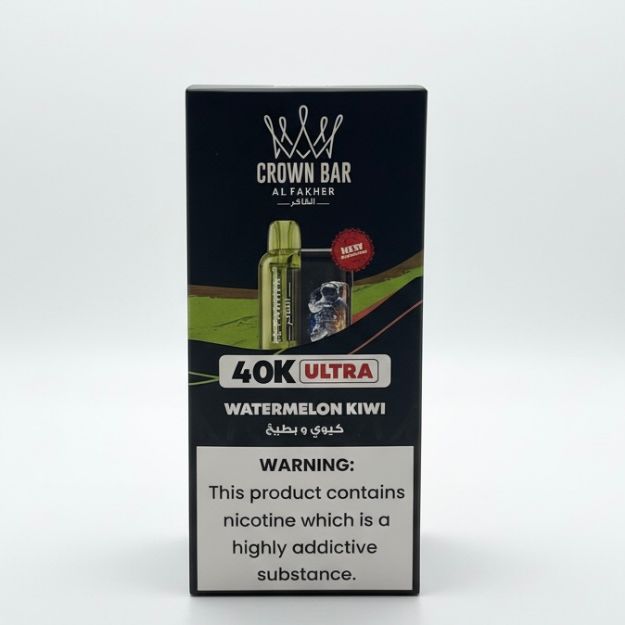 CROWN BAR
AL FAKHER
الفاخر
40K ULTRA
WATERMELON KIWI
كيوي و بطيخ
WARNING:
This product contains
nicotine which is a
highly addictive
substance.